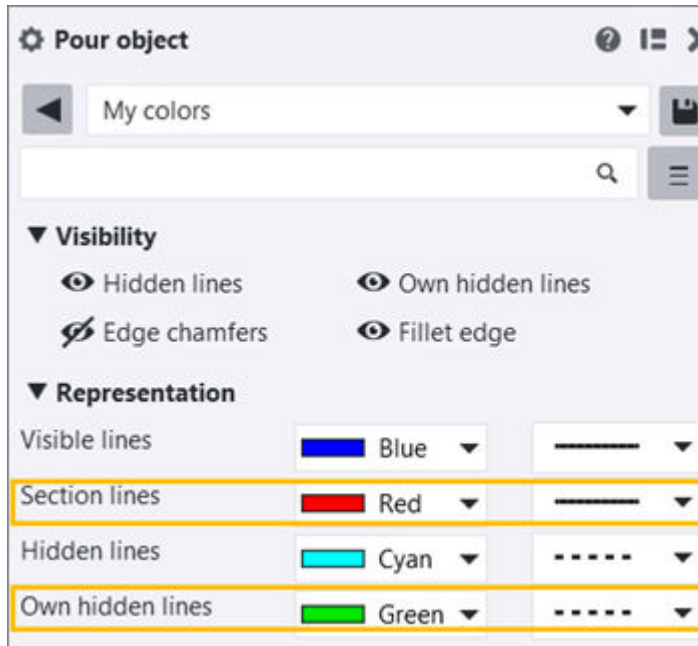 Pour object
My colors
Visibility
Hidden lines Own hidden lines
Edge chamfers Fillet edge
Representation
Visible lines Blue
Section lines Red
Hidden lines Cyan
Own hidden lines Green